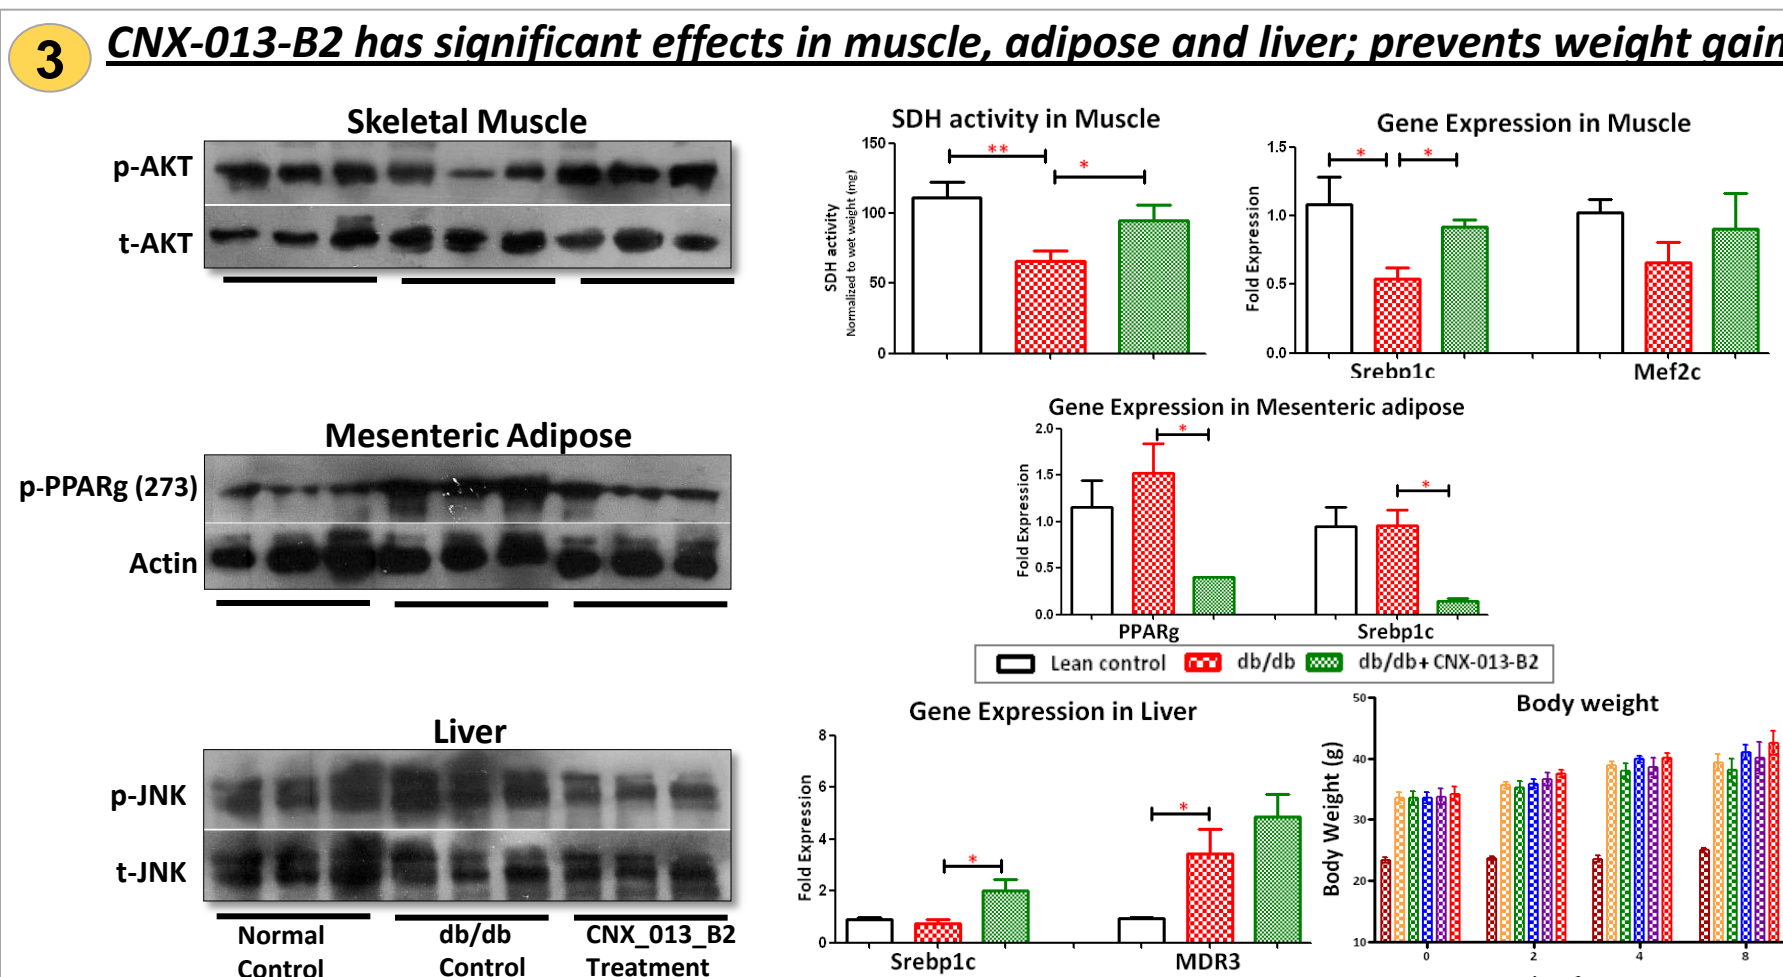 3
CNX-013-B2 has significant effects in muscle, adipose and liver; prevents weight gain
Skeletal Muscle
p-AKT
t-AKT
SDH activity in Muscle
150
100
50
0
SDH activity
Normalized to wet weight (mg)
**
*
Gene Expression in Muscle
1.5
1.0
0.5
0.0
Fold Expression
*
*
Srebp1c
Mef2c
Mesenteric Adipose
p-PPARg (273)
Actin
Gene Expression in Mesenteric adipose
2.0
1.5
1.0
0.5
0.0
Fold Expression
*
*
PPARg
Srebp1c
Lean control
db/db
db/db+CNX-013-B2
Liver
p-JNK
t-JNK
Normal
Control
db/db
Control
CNX_013_B2
Treatment
Gene Expression in Liver
8
6
4
2
0
Fold Expression
*
*
Srebp1c
MDR3
Body weight
50
40
30
20
10
Body Weight (g)
0
2
4
8